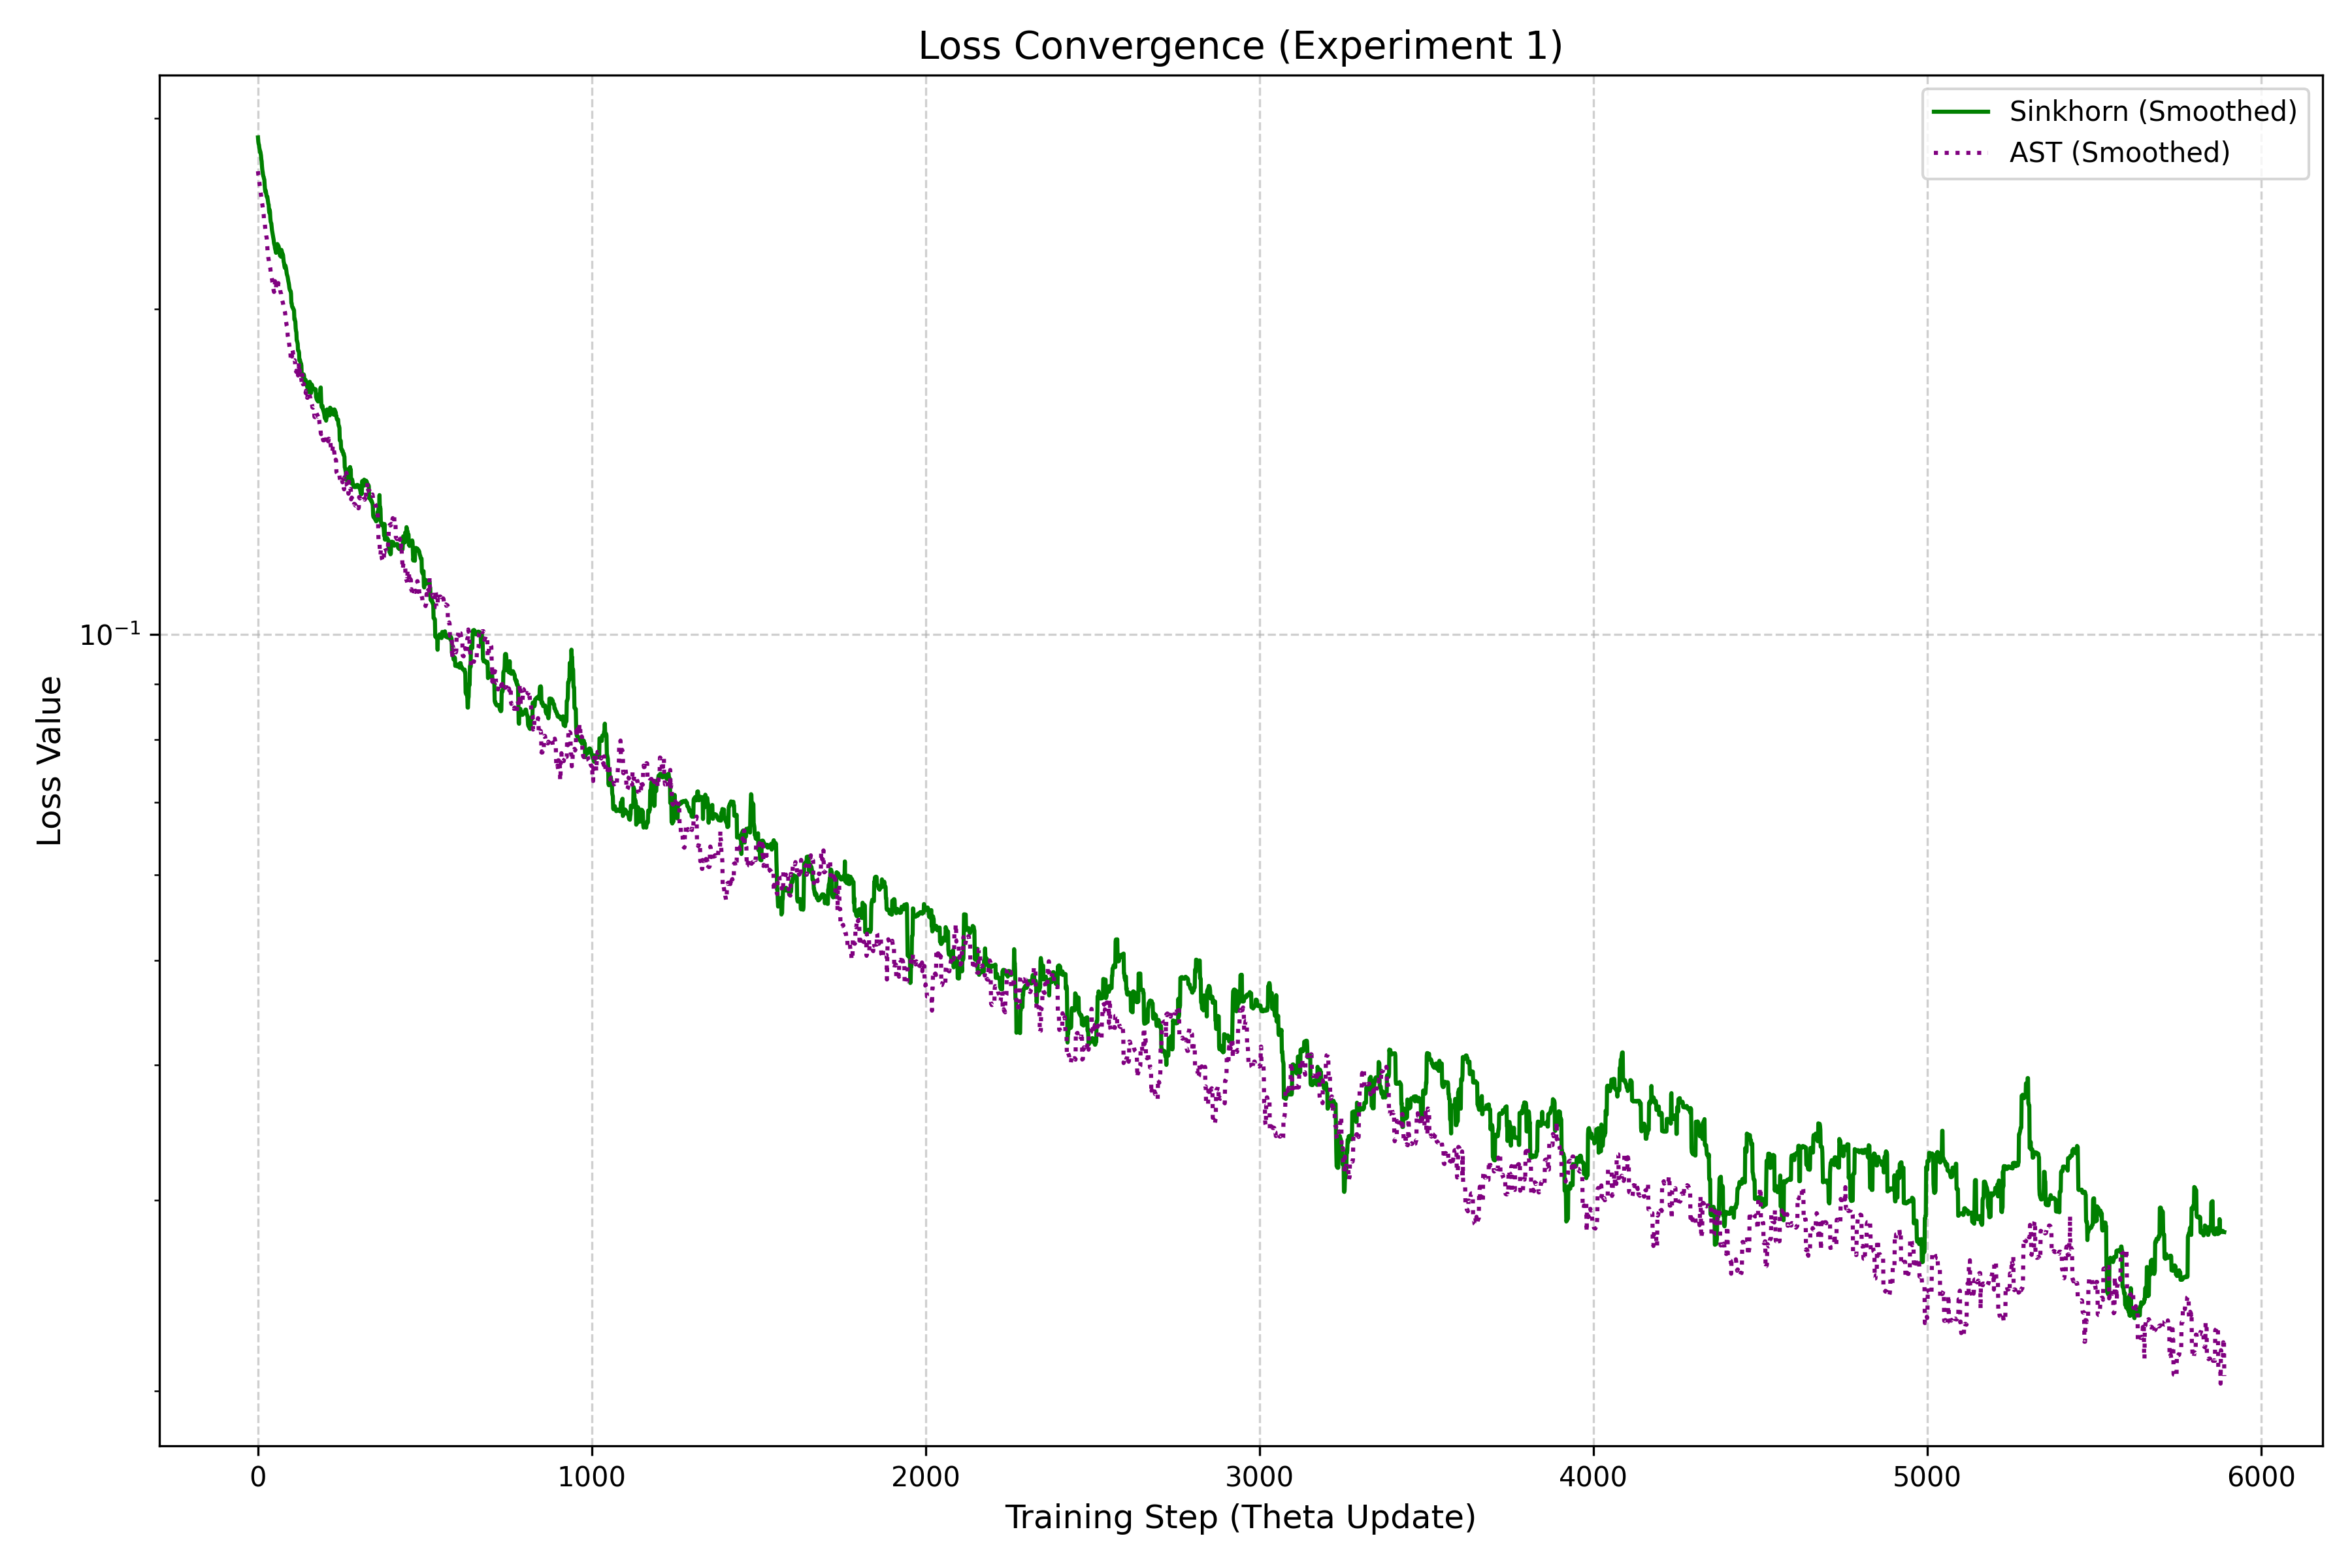 Loss Convergence (Experiment 1)
Sinkhorn (Smoothed)
AST (Smoothed)
Loss Value
10⁻¹
0 1000 2000 3000 4000 5000 6000
Training Step (Theta Update)